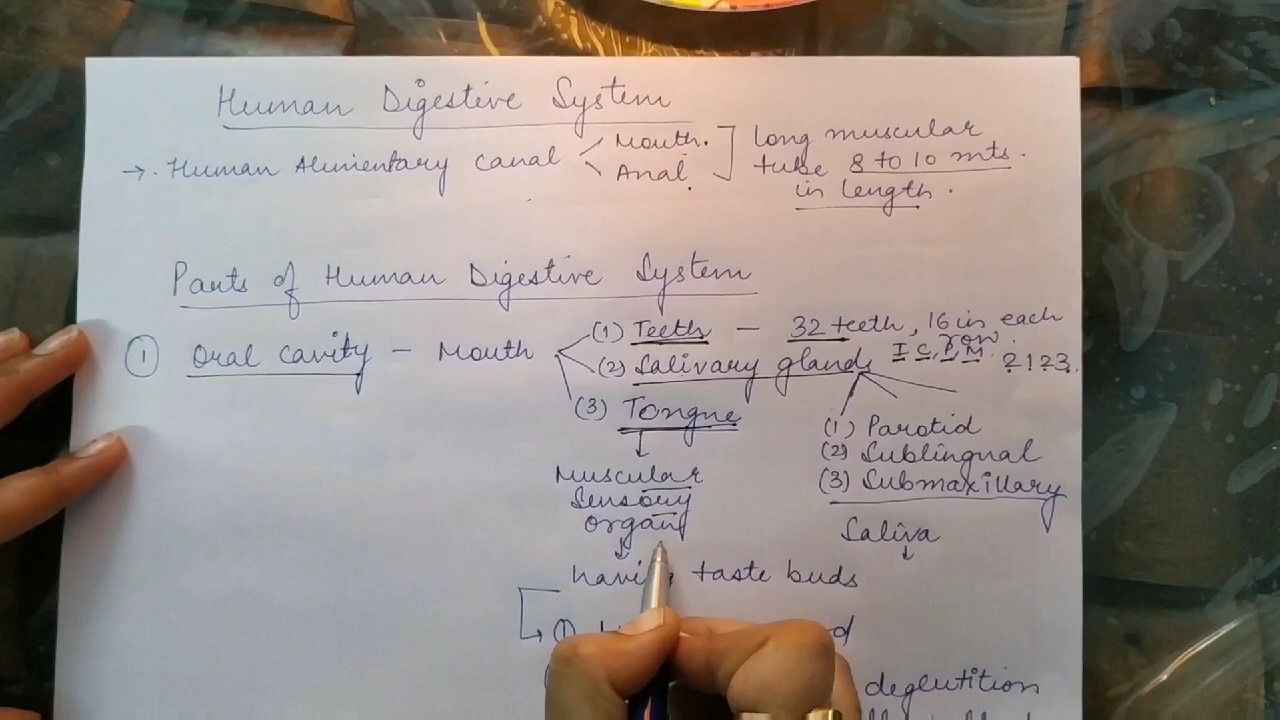 Human Digestive System
→. Human Alimentary canal
Mouth.
Anal.
long muscular
tube 8 to 10 mts.
in length.
Parts of Human Digestive System
① Oral cavity - Mouth
(1) Teeth - 32 teeth, 16 in each
row.
(2) Salivary glands
I C, P, M. 2 1 2 3.
(3) Tongue
Muscular
Sensory
organ
having taste buds
①
(1) Parotid
(2) Sublingual
(3) Submaxillary
Saliva
deglutition